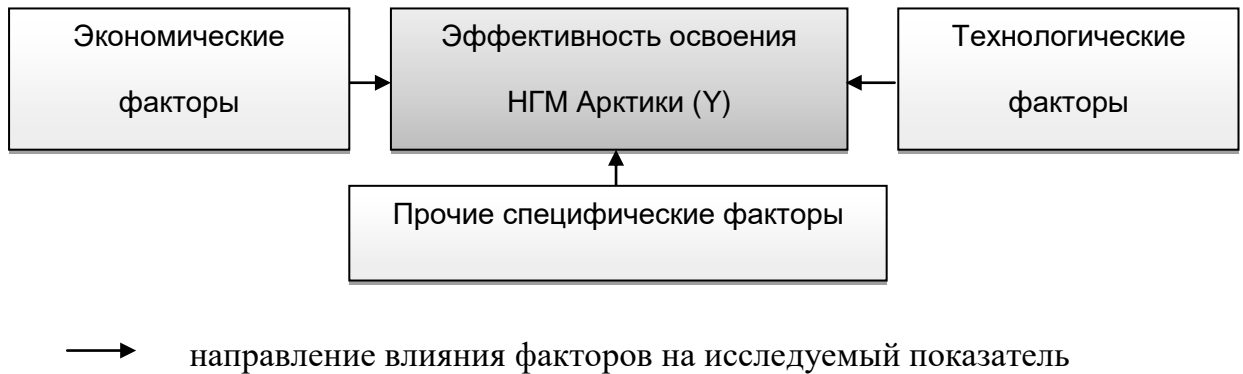 Экономические
факторы
Эффективность освоения
НГМ Арктики (Y)
Технологические
факторы
Прочие специфические факторы
направление влияния факторов на исследуемый показатель